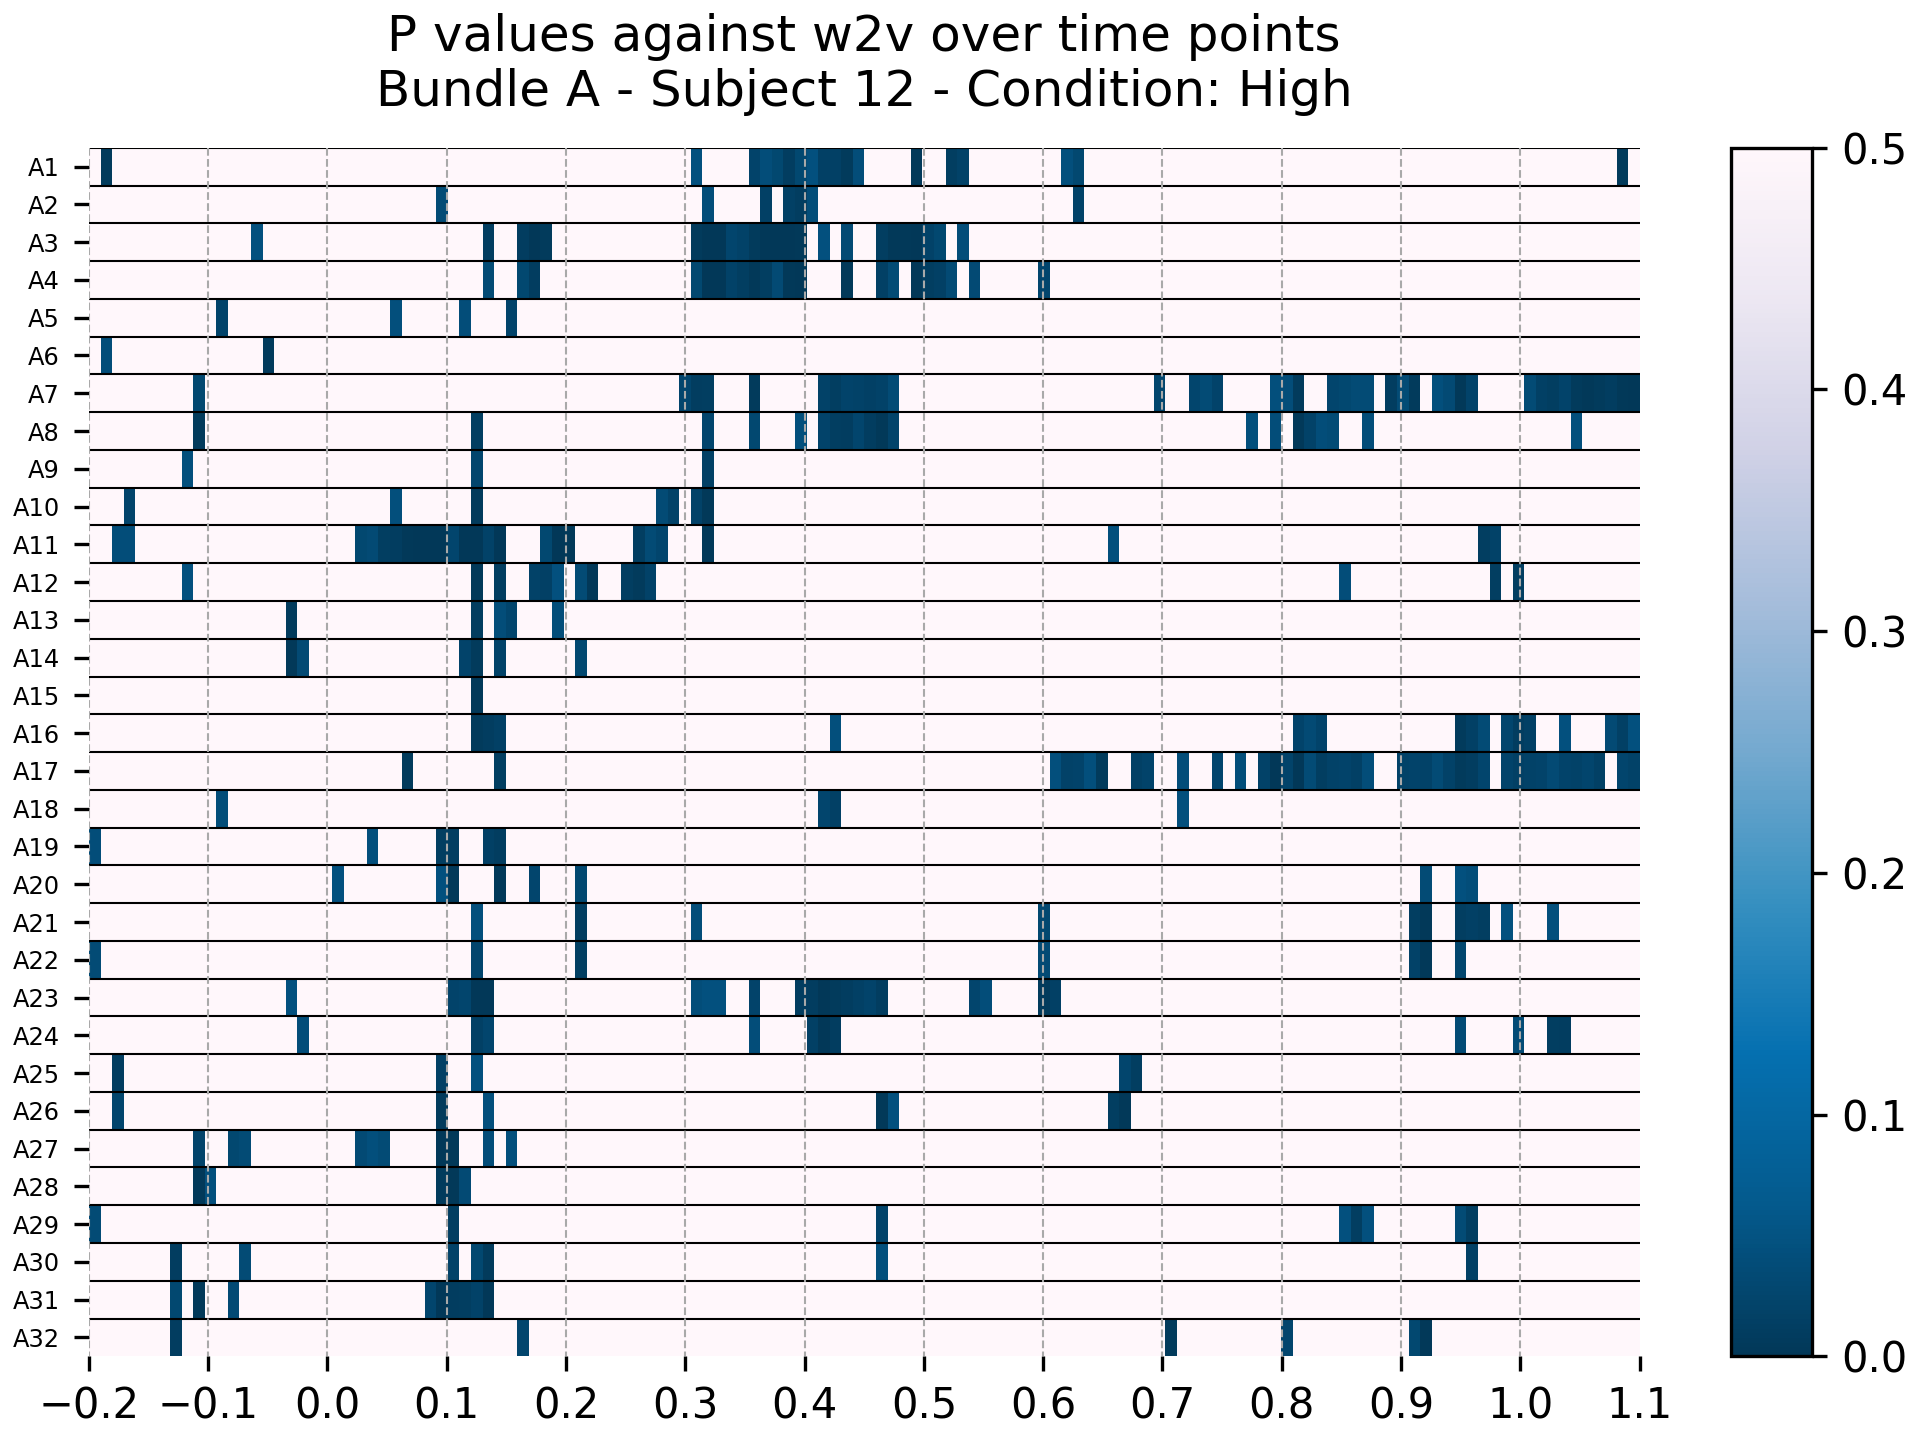 P values against w2v over time points
Bundle A - Subject 12 - Condition: High
A1
A2
A3
A4
A5
A6
A7
A8
A9
A10
A11
A12
A13
A14
A15
A16
A17
A18
A19
A20
A21
A22
A23
A24
A25
A26
A27
A28
A29
A30
A31
A32
−0.2 −0.1 0.0 0.1 0.2 0.3 0.4 0.5 0.6 0.7 0.8 0.9 1.0 1.1
0.5
0.4
0.3
0.2
0.1
0.0